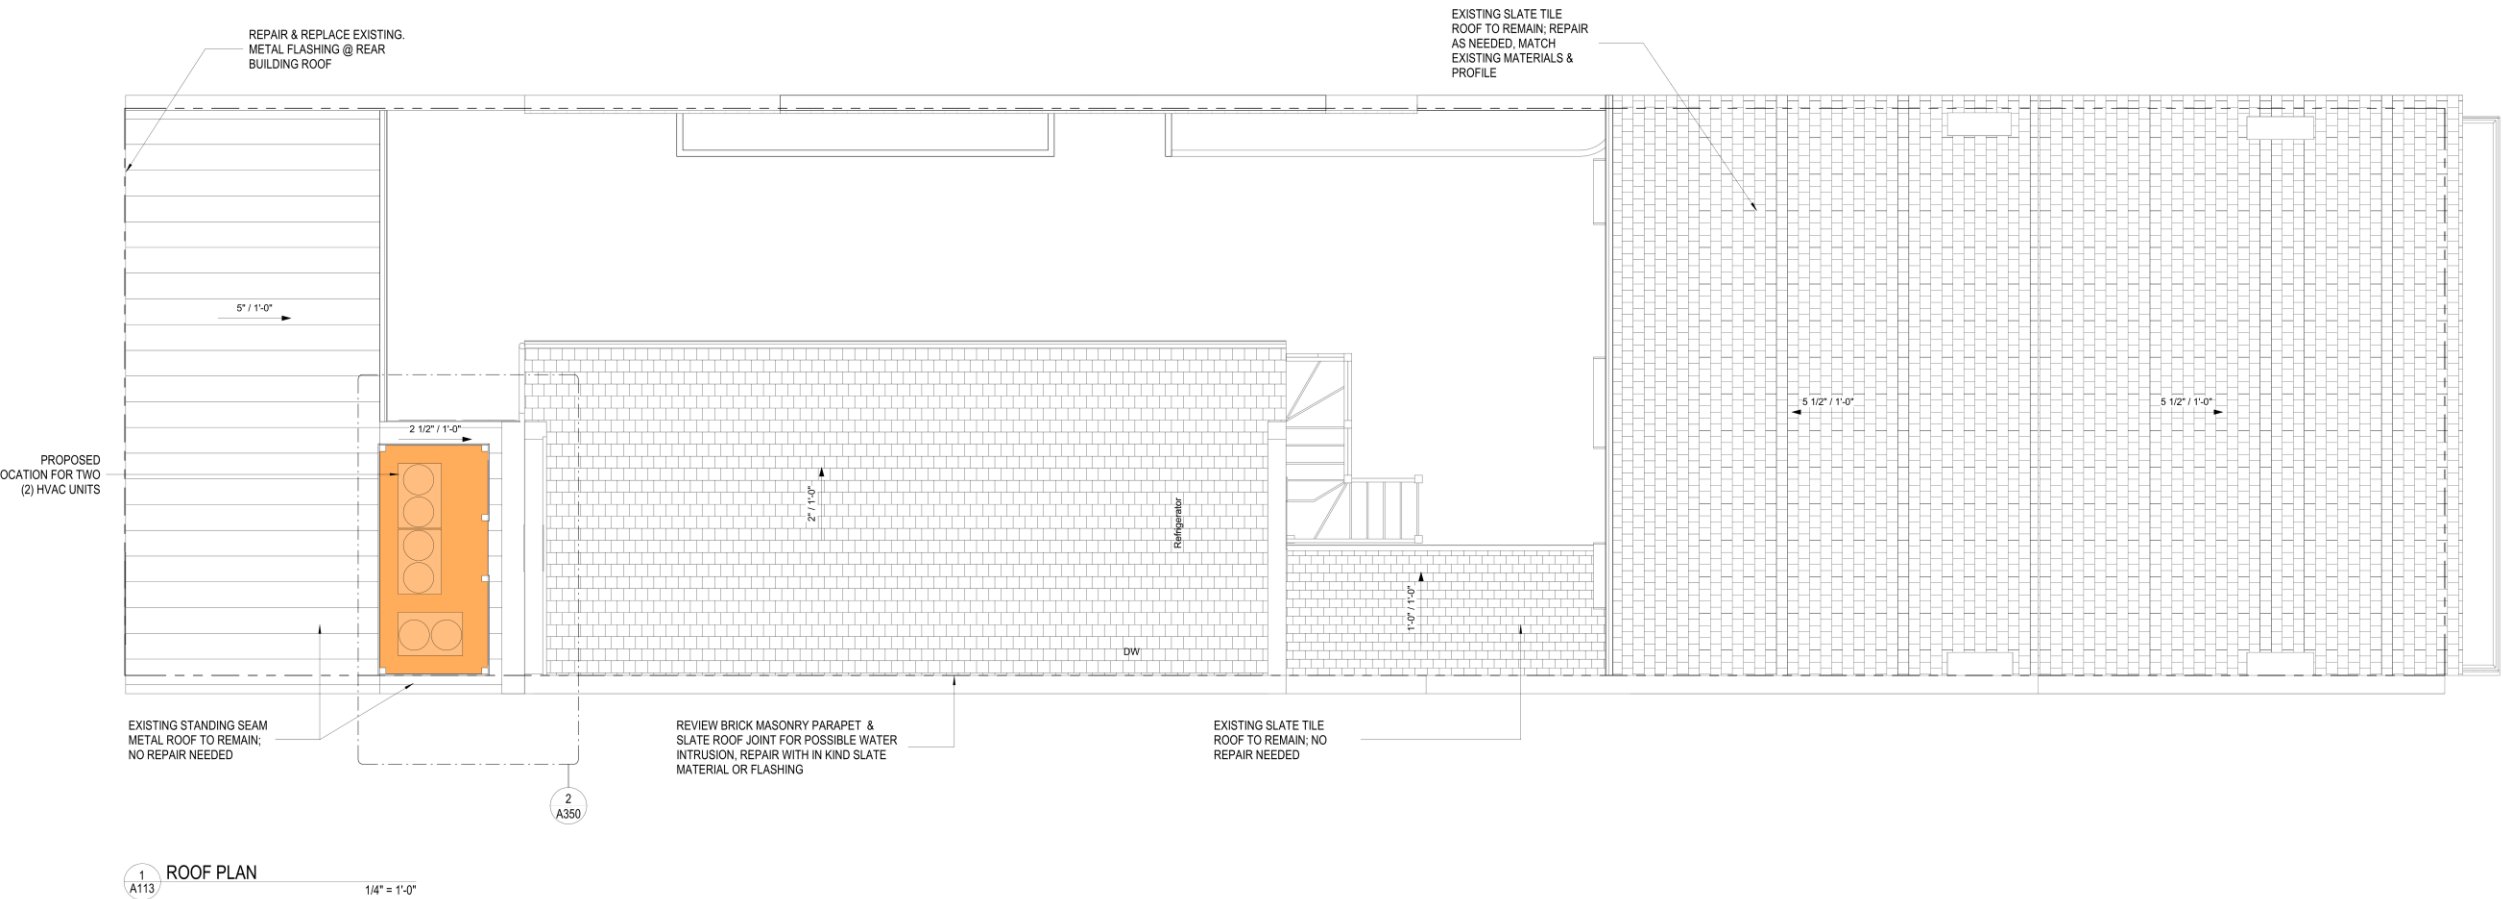 REPAIR & REPLACE EXISTING.
METAL FLASHING @ REAR
BUILDING ROOF
EXISTING SLATE TILE
ROOF TO REMAIN; REPAIR
AS NEEDED, MATCH
EXISTING MATERIALS &
PROFILE
5" / 1'-0"
2 1/2" / 1'-0"
PROPOSED
OCATION FOR TWO
(2) HVAC UNITS
2" / 1'-0"
Refrigerator
DW
1'-0" / 1'-0"
5 1/2" / 1'-0"
5 1/2" / 1'-0"
EXISTING STANDING SEAM
METAL ROOF TO REMAIN;
NO REPAIR NEEDED
REVIEW BRICK MASONRY PARAPET &
SLATE ROOF JOINT FOR POSSIBLE WATER
INTRUSION, REPAIR WITH IN KIND SLATE
MATERIAL OR FLASHING
EXISTING SLATE TILE
ROOF TO REMAIN; NO
REPAIR NEEDED
2
A350
1
A113
ROOF PLAN
1/4" = 1'-0"